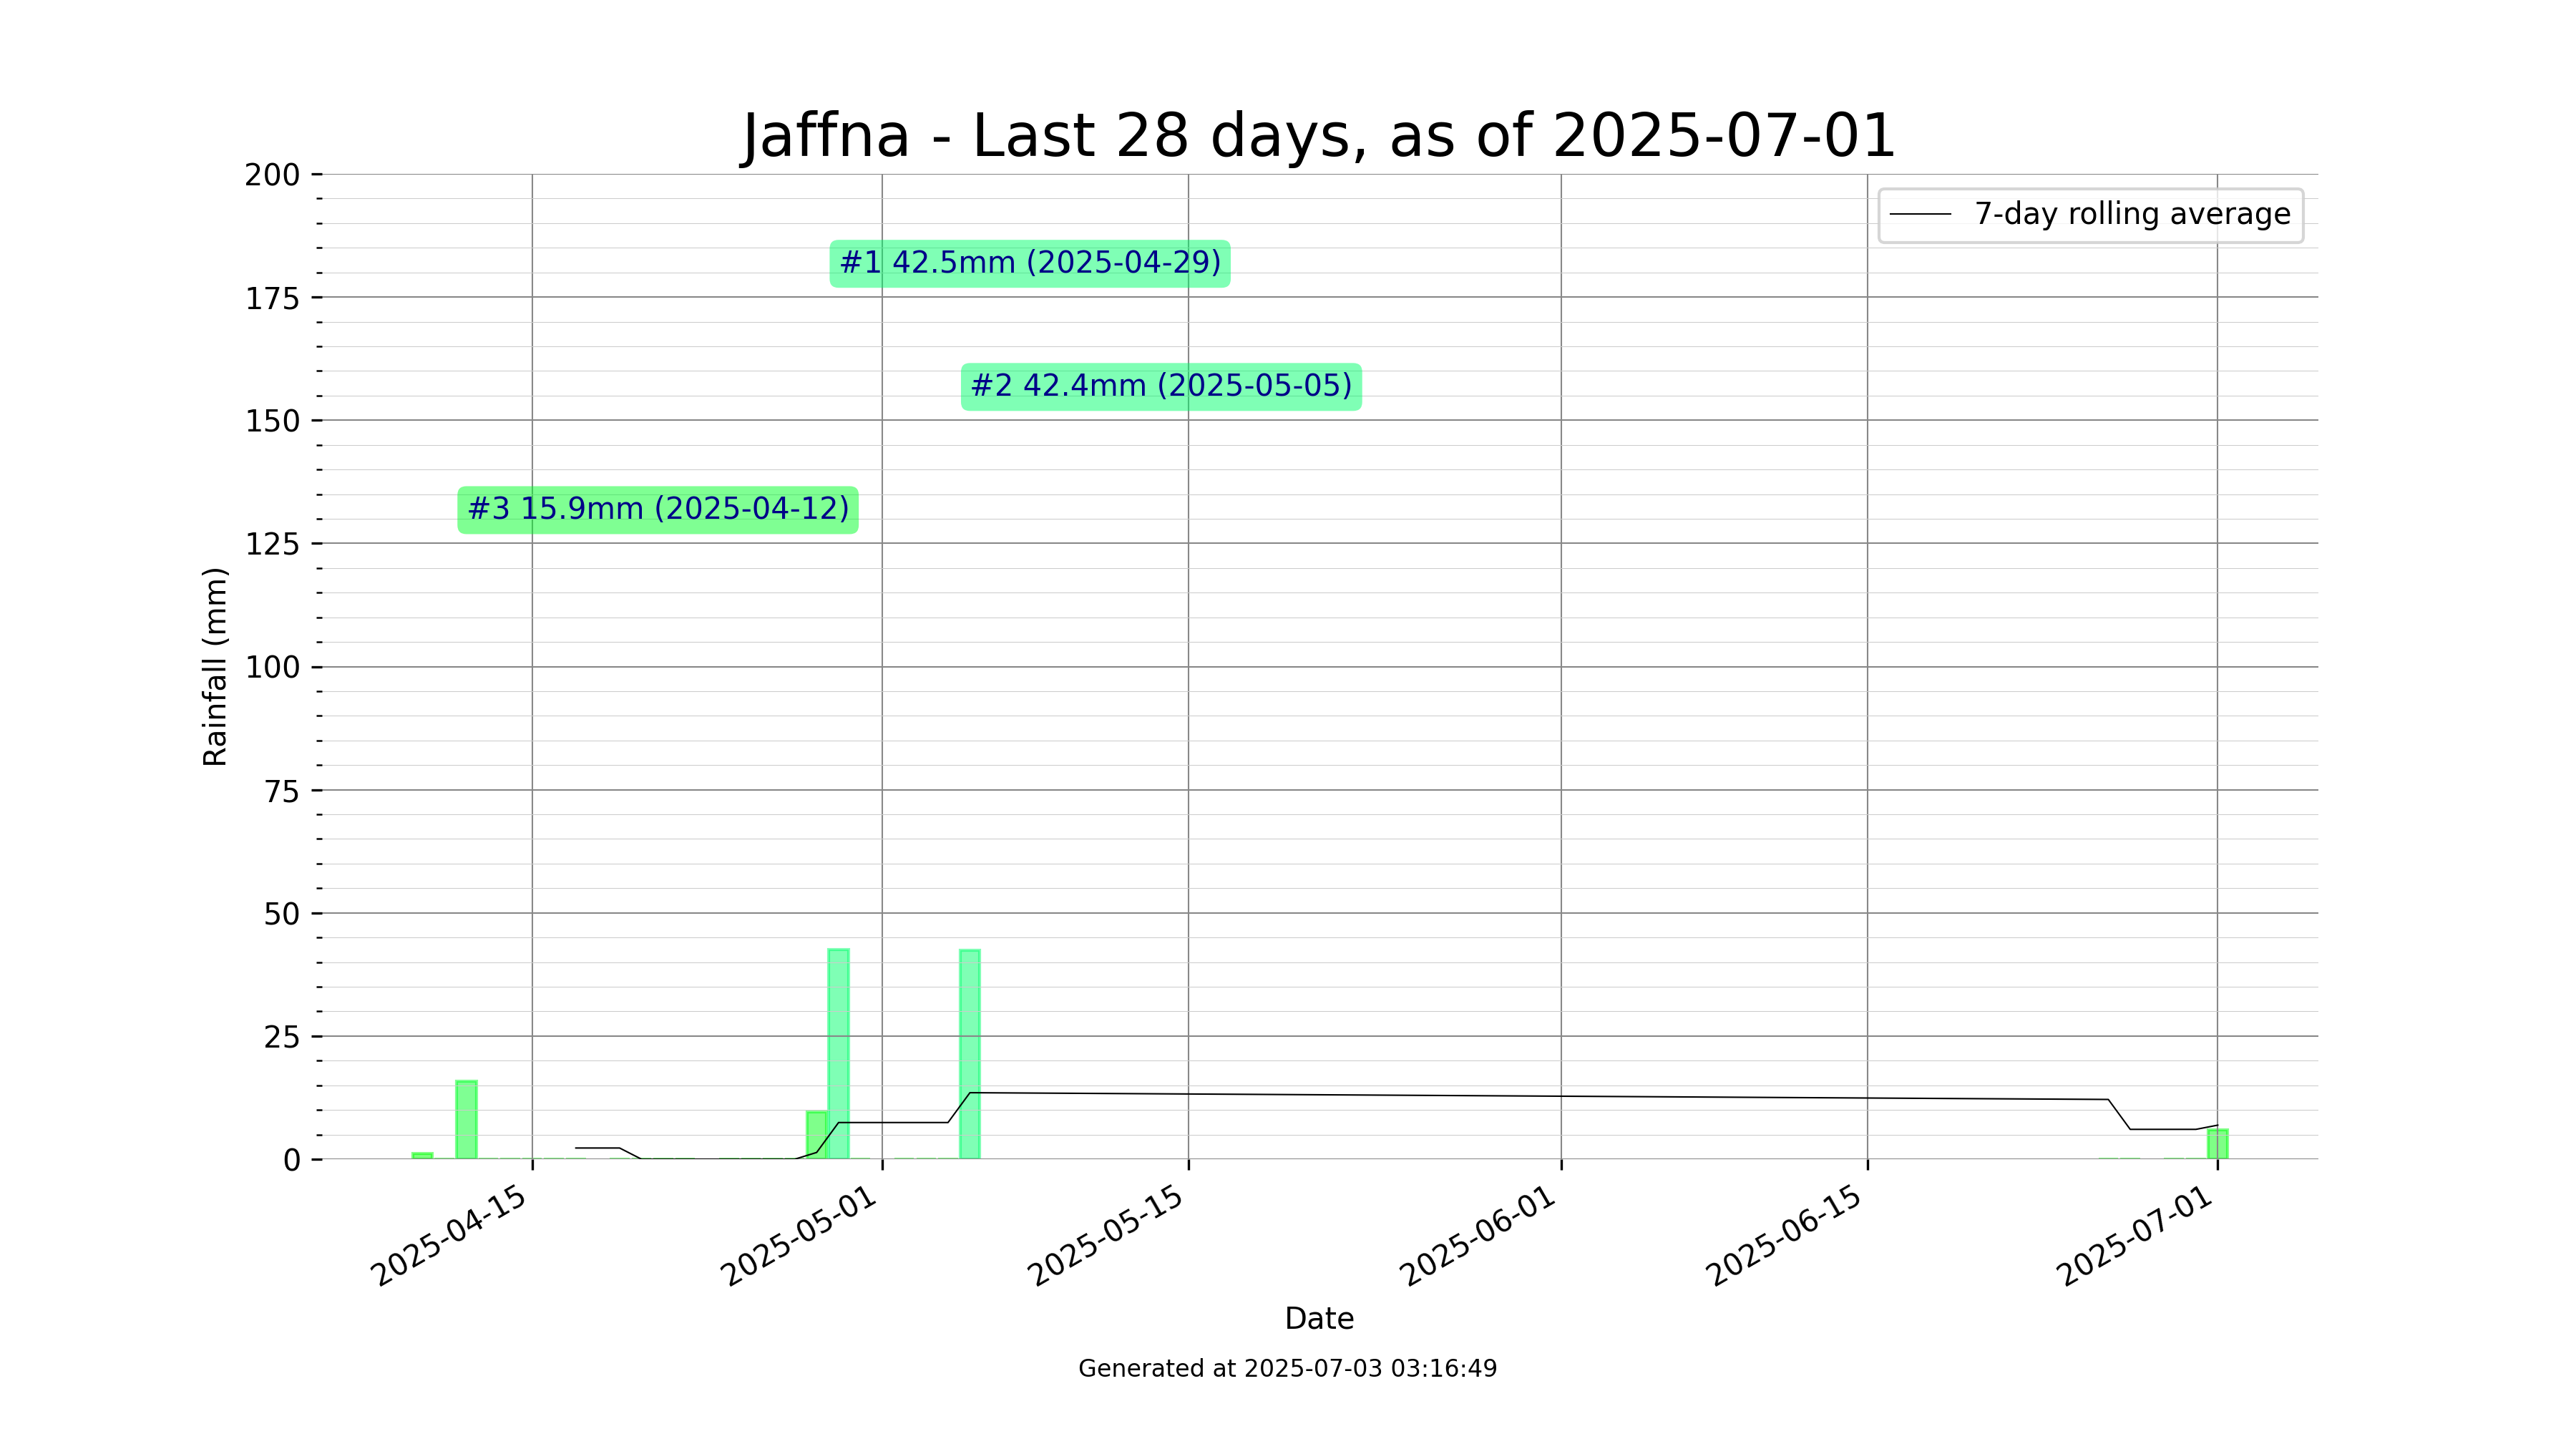 Jaffna - Last 28 days, as of 2025-07-01
7-day rolling average
#1 42.5mm (2025-04-29)
#2 42.4mm (2025-05-05)
#3 15.9mm (2025-04-12)
Rainfall (mm)
200
175
150
125
100
75
50
25
0
2025-04-15
2025-05-01
2025-05-15
2025-06-01
2025-06-15
2025-07-01
Date
Generated at 2025-07-03 03:16:49